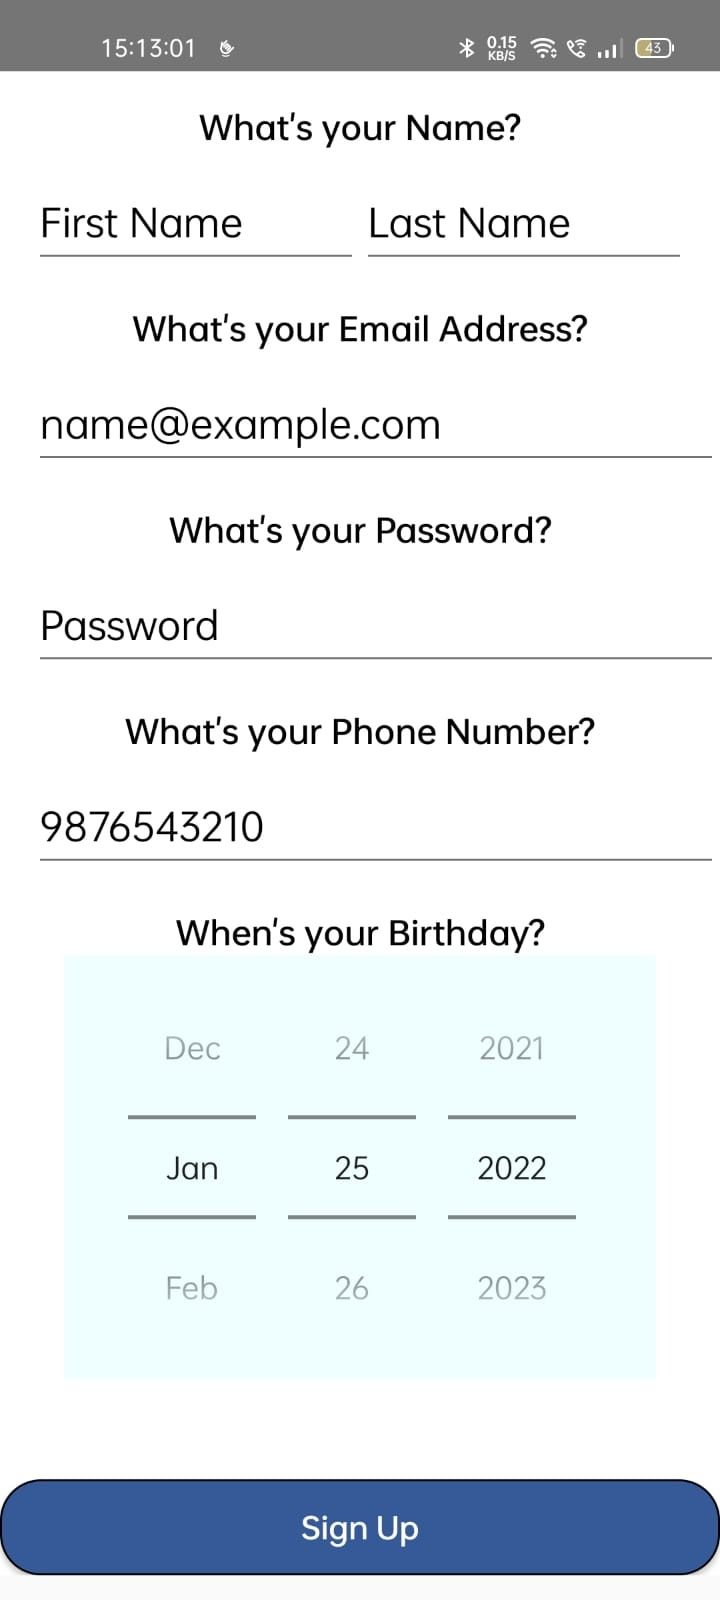 15:13:01 0.15 KB/S 43
What's your Name?
First Name Last Name
What's your Email Address?
name@example.com
What's your Password?
Password
What's your Phone Number?
9876543210
When's your Birthday?
Dec 24 2021
Jan 25 2022
Feb 26 2023
Sign Up